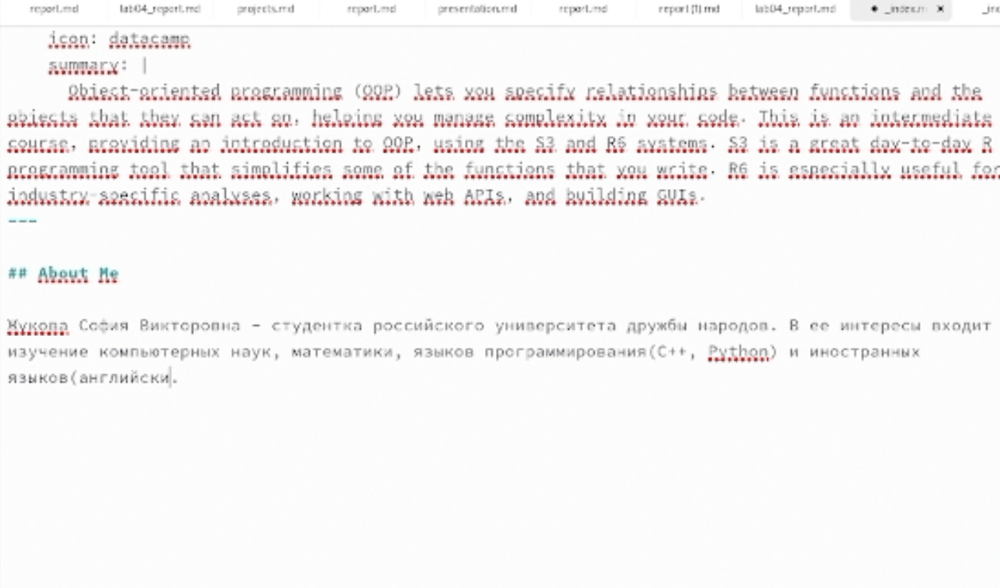 report.md lab04_report.md projects.md report.md presentation.md report.md report(1).md lab04_report.md _index.m
icon: datacamp
summary: |
Object-oriented programming (OOP) lets you specify relationships between functions and the
objects that they can act on, helping you manage complexity in your code. This is an intermediate
course, providing an introduction to OOP, using the S3 and R6 systems. S3 is a great day-to-day R
programming tool that simplifies some of the functions that you write. R6 is especially useful for
industry-specific analyses, working with web APIs, and building GUIs.
---
## About Me
Жукова София Викторовна - студентка российского университета дружбы народов. В ее интересы входит
изучение компьютерных наук, математики, языков программирования(C++, Python) и иностранных
языков(английски.